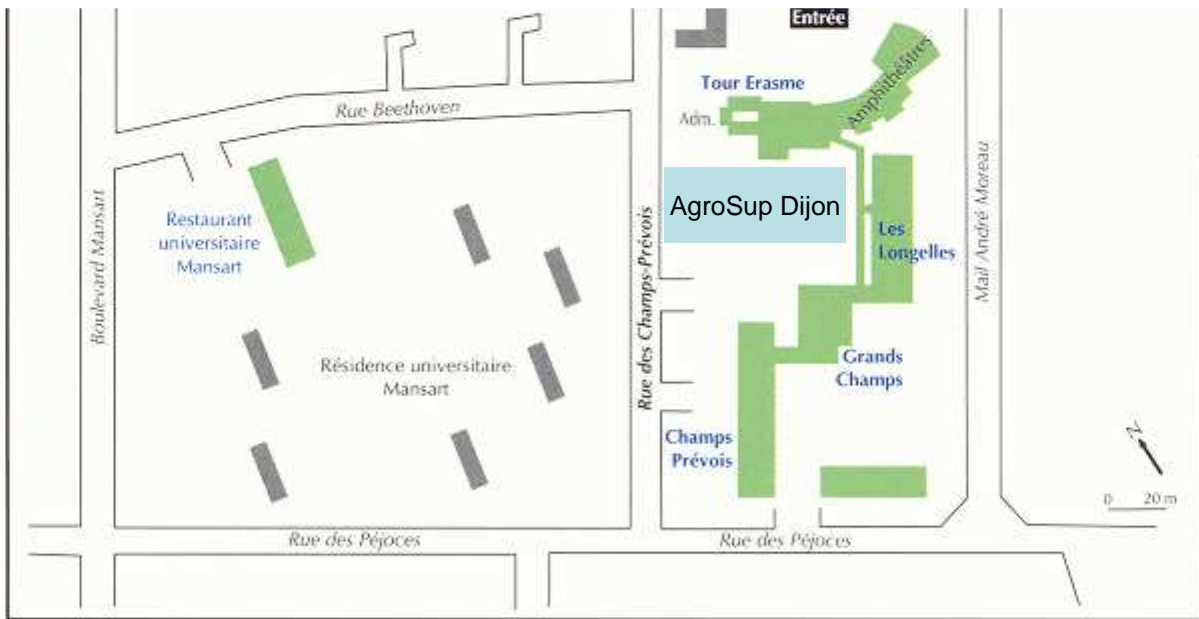 Entrée
Amphithéâtres
Tour Erasme
Adm.
Rue Beethoven
AgroSup Dijon
Restaurant
universitaire
Mansart
Boulevard Mansart
Rue des Champs-Prévois
Les
Longelles
Mail André Moreau
Résidence universitaire
Mansart
Grands
Champs
Champs
Prévois
N
0 20 m
Rue des Péjoces
Rue des Péjoces